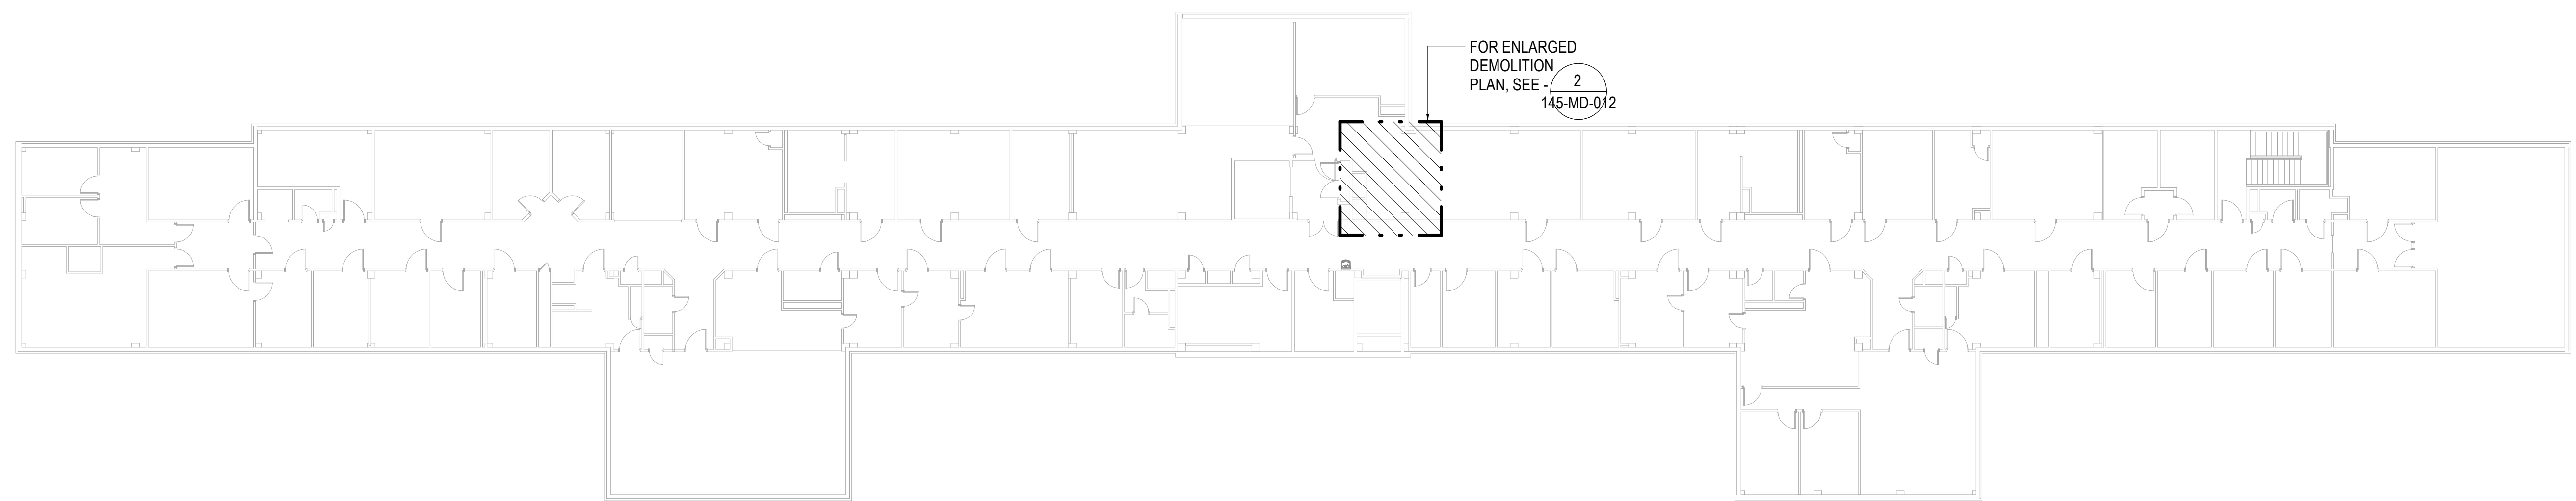 FOR ENLARGED
DEMOLITION
PLAN, SEE -
2
145-MD-012